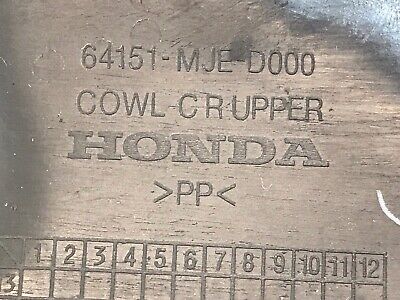 64151-MJE-D000
COWL-CRUPPER
HONDA
>PP<
1 2 3 4 5 6 7 8 9 10 11 12
3